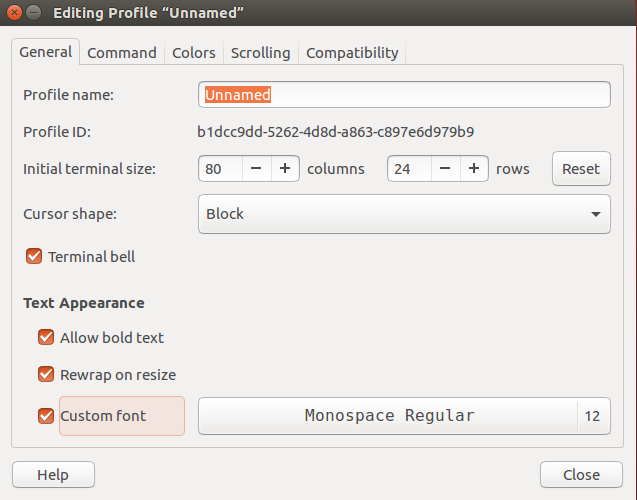 Editing Profile “Unnamed”
General Command Colors Scrolling Compatibility
Profile name: Unnamed
Profile ID: b1dcc9dd-5262-4d8d-a863-c897e6d979b9
Initial terminal size: 80 − + columns 24 − + rows Reset
Cursor shape: Block
Terminal bell
Text Appearance
Allow bold text
Rewrap on resize
Custom font Monospace Regular 12
Help Close